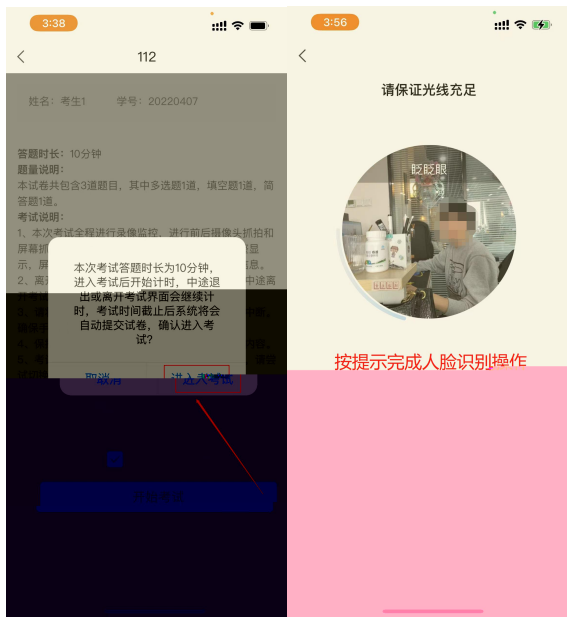 3:38
112
姓名：考生1 学号：20220407
答题时长：10分钟
题量说明：
本试卷共包含3道题目，其中多选题1道，填空题1道，简
答题1道。
考试说明：
1、本次考试全程进行录像监控，进行前后摄像头抓拍和
屏幕抓
示，屏 息。
2、离 中途离
本次考试答题时长为10分钟，
进入考试后开始计时，中途退
出或离开考试界面会继续计
时，考试时间截止后系统将会
自动提交试卷，确认进入考
试？
取消 进入考试
3:56
请保证光线充足
眨眨眼
按提示完成人脸识别操作